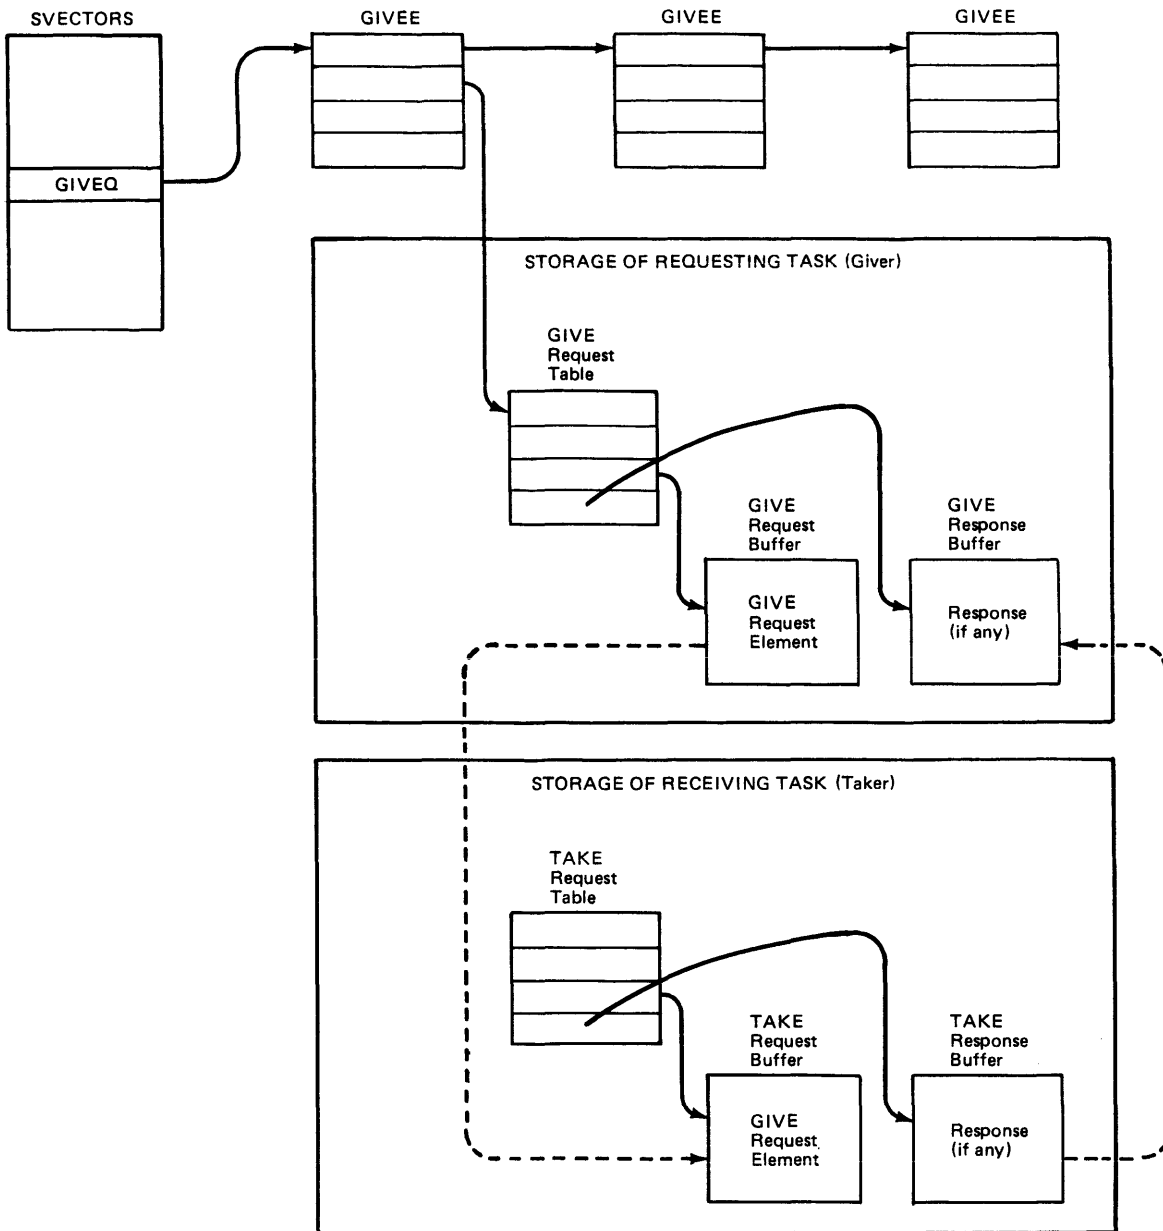 SVECTORS
GIVEE
GIVEE
GIVEE
GIVEQ
STORAGE OF REQUESTING TASK (Giver)
GIVE
Request
Table
GIVE
Request
Buffer
GIVE
Response
Buffer
GIVE
Request
Element
Response
(if any)
STORAGE OF RECEIVING TASK (Taker)
TAKE
Request
Table
TAKE
Request
Buffer
TAKE
Response
Buffer
GIVE
Request
Element
Response
(if any)